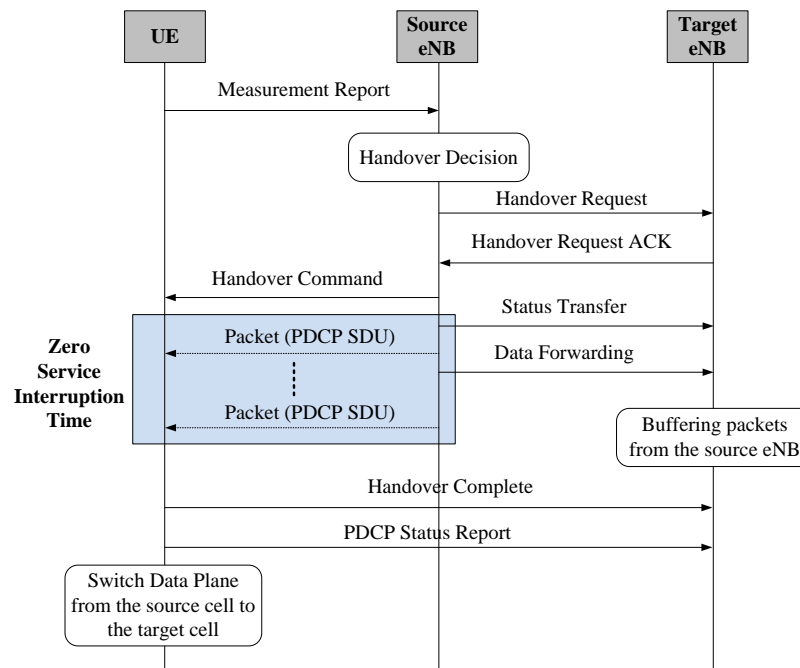 UE
Source
eNB
Target
eNB
Measurement Report
Handover Decision
Handover Request
Handover Request ACK
Handover Command
Status Transfer
Packet (PDCP SDU)
Data Forwarding
Zero
Service
Interruption
Time
Packet (PDCP SDU)
Buffering packets
from the source eNB
Handover Complete
PDCP Status Report
Switch Data Plane
from the source cell to
the target cell